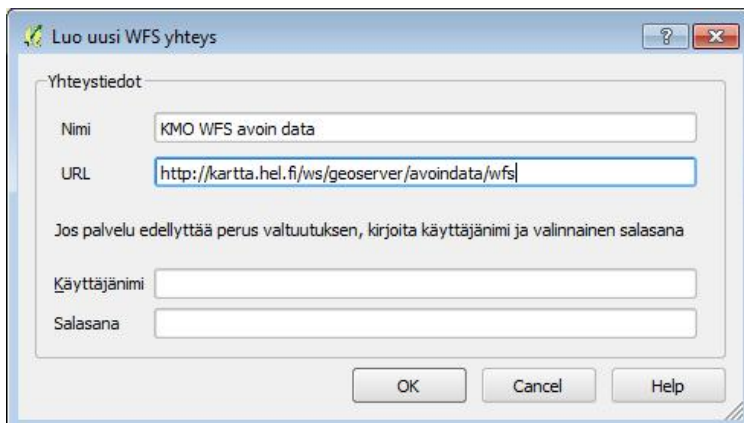 Luo uusi WFS yhteys
Yhteystiedot
Nimi KMO WFS avoin data
URL http://kartta.hel.fi/ws/geoserver/avoindata/wfs
Jos palvelu edellyttää perus valtuutuksen, kirjoita käyttäjänimi ja valinnainen salasana
Käyttäjänimi
Salasana
OK Cancel Help